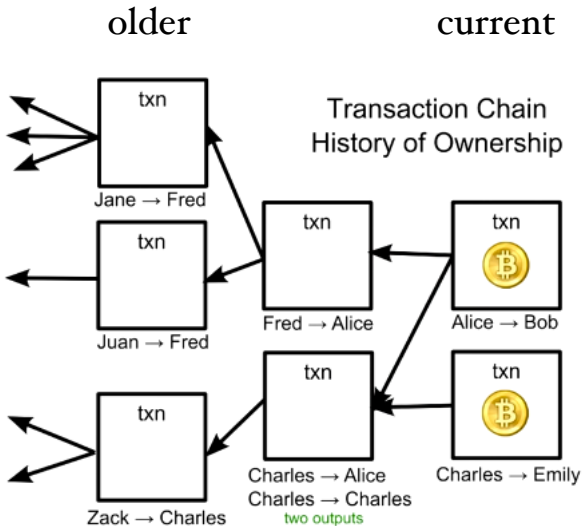 older
current
Transaction Chain
History of Ownership
txn
Jane → Fred
txn
Juan → Fred
txn
Fred → Alice
txn
₿
Alice → Bob
txn
Zack → Charles
txn
Charles → Alice
Charles → Charles
two outputs
txn
₿
Charles → Emily